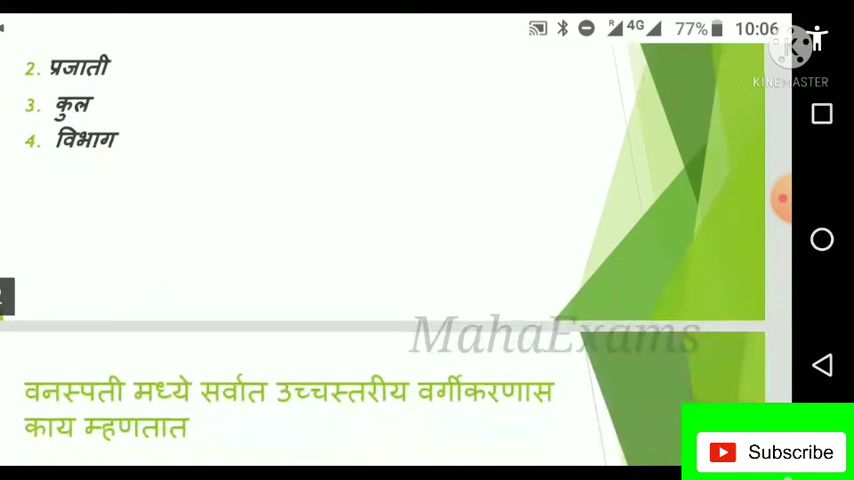 R 4G 77% 10:06
KINEMASTER
2. प्रजाती
3. कुल
4. विभाग
MahaExams
वनस्पती मध्ये सर्वात उच्चस्तरीय वर्गीकरणास
काय म्हणतात
Subscribe